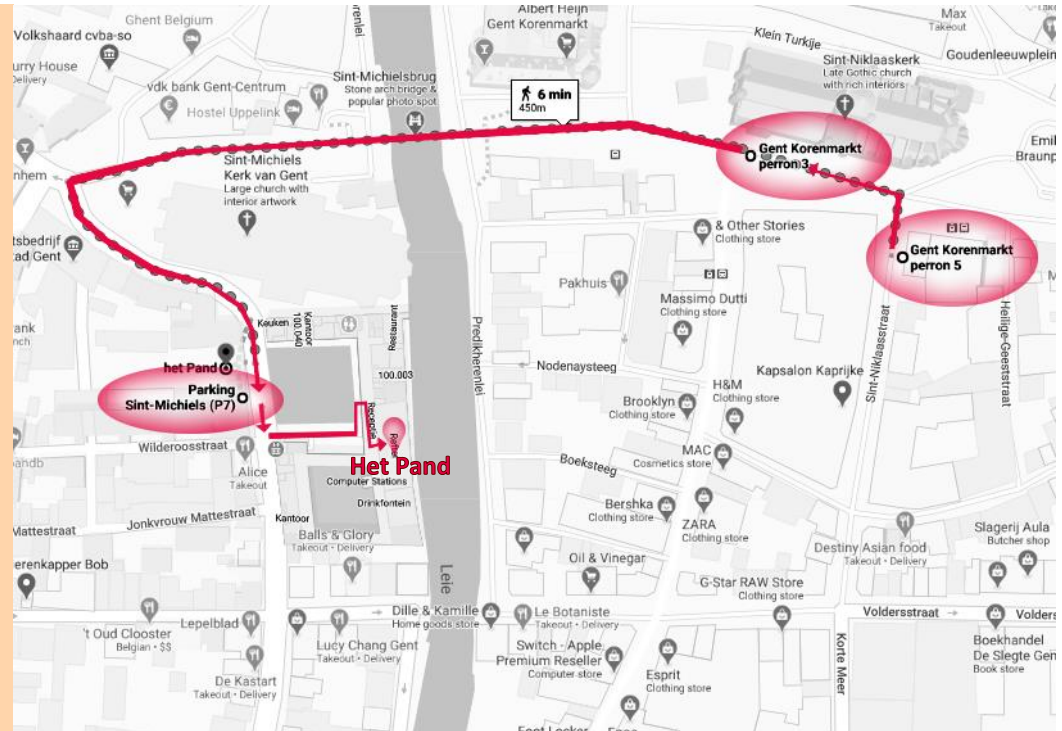 Ghent Belgium
Albert Heijn
Gent Korenmarkt
Max
Takeout
Volkshaard cvba-so
Klein Turkije
Goudenleeuwplein
urry House
Delivery
vdk bank Gent-Centrum
Sint-Michielsbrug
Stone arch bridge &
popular photo spot
6 min
450m
Sint-Niklaaskerk
Late Gothic church
with rich interiors
Hostel Uppelink
Gent Korenmarkt
perron 3
Emil
Braunp
nhem
Sint-Michiels
Kerk van Gent
Large church with
interior artwork
& Other Stories
Clothing store
Gent Korenmarkt
perron 5
tsbedrijf
tad Gent
Pakhuis
Massimo Dutti
Clothing store
Keuken
Kantoor
100.040
Restaurant
Predikherenlei
Sint-Niklaasstraat
Heilige-Geeststraat
ank
het Pand
100.003
Nodenaysteeg
Kapsalon Kaprijke
Parking
Sint-Michiels (P7)
H&M
Clothing store
Brooklyn
Clothing store
Receptie
Refter
Wilderoosstraat
Het Pand
MAC
Cosmetics store
Alice
Takeout
Computer Stations
Boeksteeg
Drinkfontein
Bershka
Clothing store
Jonkvrouw Mattestraat
Kantoor
ZARA
Clothing store
Mattestraat
Balls & Glory
Takeout • Delivery
Slagerij Aula
Butcher shop
Destiny Asian food
Takeout • Delivery
erenkapper Bob
Oil & Vinegar
Leie
G-Star RAW Store
Clothing store
Dille & Kamille
Home goods store
Le Botaniste
Takeout • Delivery
Voldersstraat
Volders
Lepelblad
't Oud Clooster
Belgian • $$
Lucy Chang Gent
Takeout • Delivery
Switch - Apple
Premium Reseller
Computer store
Korte Meer
Boekhandel
De Slegte Gen
Book store
De Kastart
Takeout • Delivery
Esprit
Clothing store